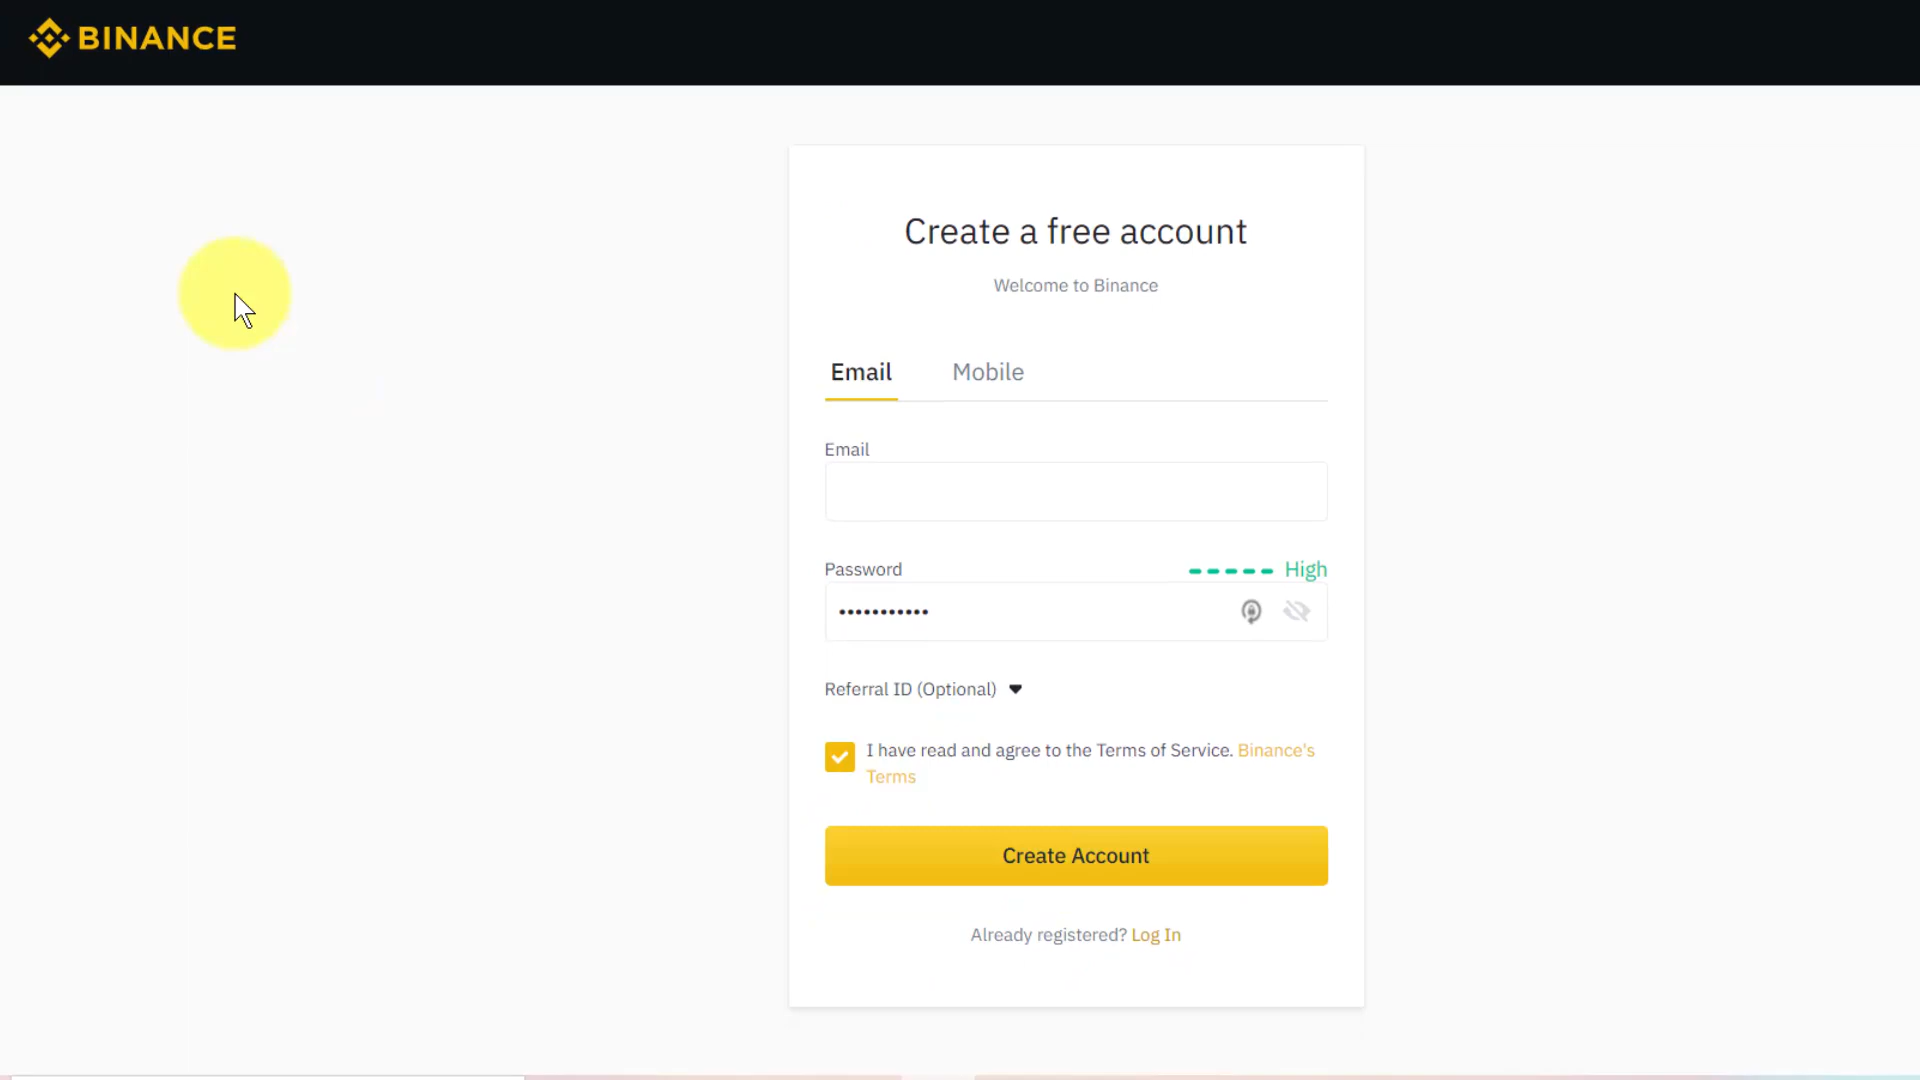 BINANCE
Create a free account
Welcome to Binance
Email Mobile
Email
Password High
•••••••••••
Referral ID (Optional)
I have read and agree to the Terms of Service. Binance's
Terms
Create Account
Already registered? Log In